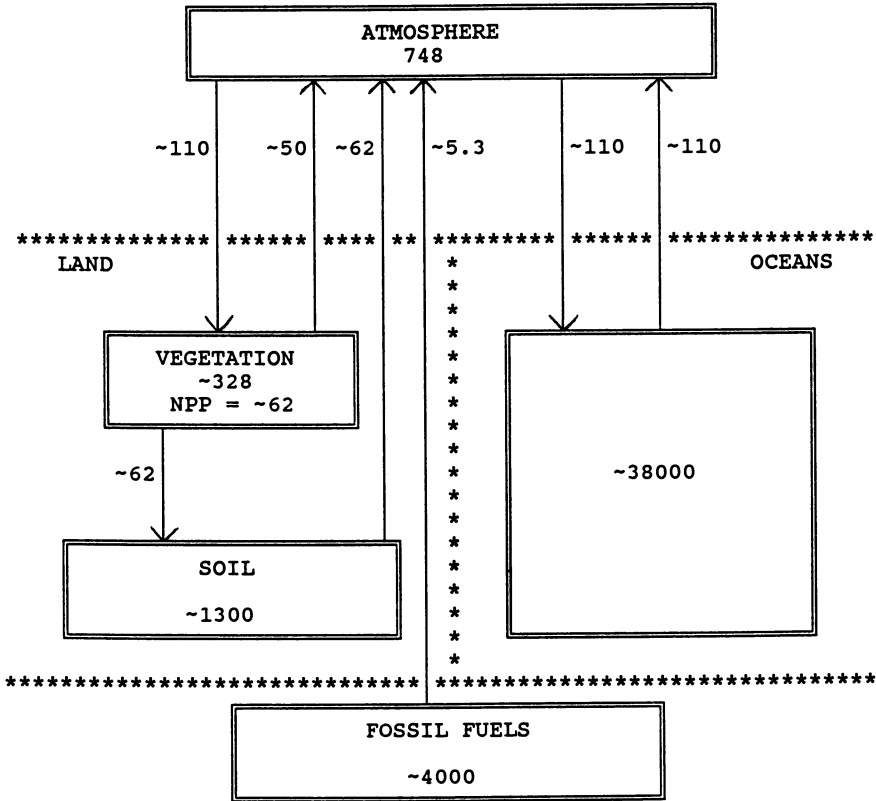 ATMOSPHERE
748
~110 ~50 ~62 ~5.3 ~110 ~110
************** ****** **** ** ********* ****** ***************
LAND * OCEANS
*
*
*
VEGETATION *
~328 *
NPP = ~62 *
*
*
~62 * ~38000
*
*
*
SOIL *
*
~1300 *
*
*
****************************** ********************************
FOSSIL FUELS
~4000